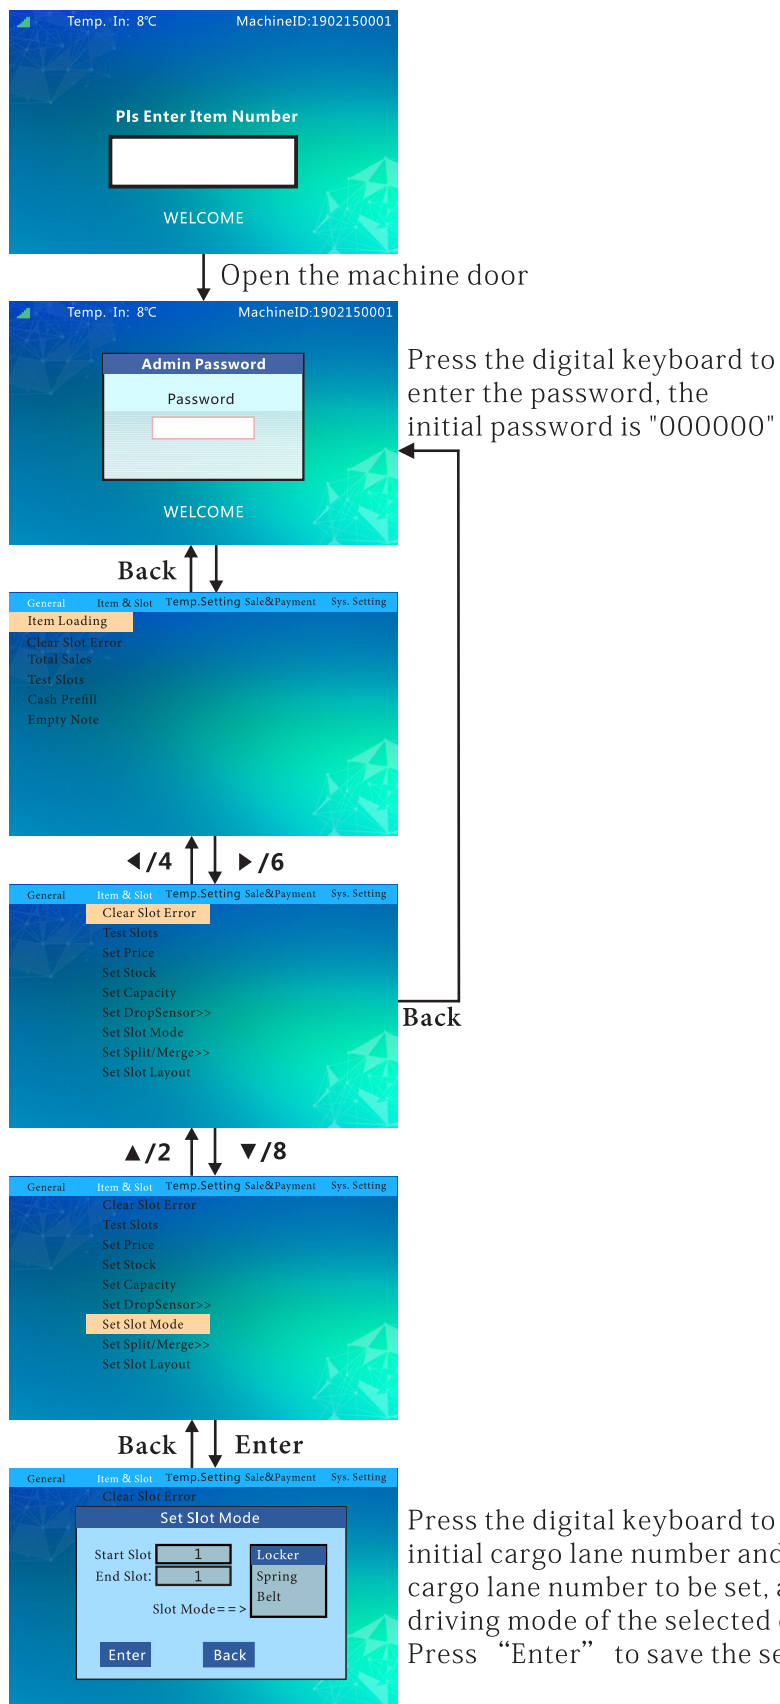 Temp. In: 8℃ MachineID:1902150001
Pls Enter Item Number
WELCOME
Open the machine door
Temp. In: 8℃ MachineID:1902150001
Admin Password
Password
WELCOME
Press the digital keyboard to
enter the password, the
initial password is "000000"
Back
General Item & Slot Temp.Setting Sale&Payment Sys. Setting
Item Loading
Clear Slot Error
Total Sales
Test Slots
Cash Prefill
Empty Note
◀/4 ▶/6
General Item & Slot Temp.Setting Sale&Payment Sys. Setting
Clear Slot Error
Test Slots
Set Price
Set Stock
Set Capacity
Set DropSensor>>
Set Slot Mode
Set Split/Merge>>
Set Slot Layout
Back
▲/2 ▼/8
General Item & Slot Temp.Setting Sale&Payment Sys. Setting
Clear Slot Error
Test Slots
Set Price
Set Stock
Set Capacity
Set DropSensor>>
Set Slot Mode
Set Split/Merge>>
Set Slot Layout
Back Enter
General Item & Slot Temp.Setting Sale&Payment Sys. Setting
Clear Slot Error
Set Slot Mode
Start Slot 1
End Slot: 1
Slot Mode==>
Locker
Spring
Belt
Enter Back
Press the digital keyboard to
initial cargo lane number and
cargo lane number to be set,
driving mode of the selected
Press “Enter” to save the